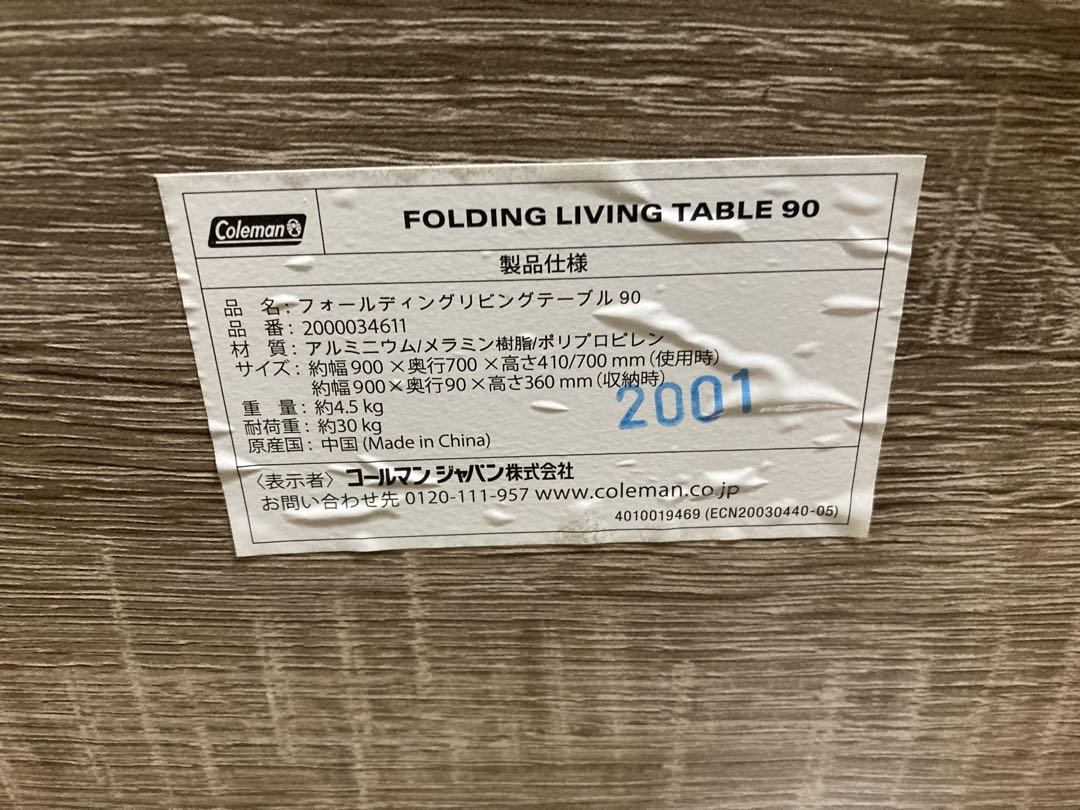 Coleman
FOLDING LIVING TABLE 90
製品仕様
品 名：フォールディングリビングテーブル 90
品 番：2000034611
材 質：アルミニウム/メラミン樹脂/ポリプロピレン
サイズ：約幅 900 ×奥行700 ×高さ410/700 mm（使用時）
約幅 900×奥行90×高さ360 mm（収納時）
重 量：約4.5 kg
耐荷重：約30 kg
原産国：中国 (Made in China)
2001
〈表示者〉コールマン ジャパン株式会社
お問い合わせ先 0120-111-957 www.coleman.co.jp
4010019469 (ECN20030440-05)